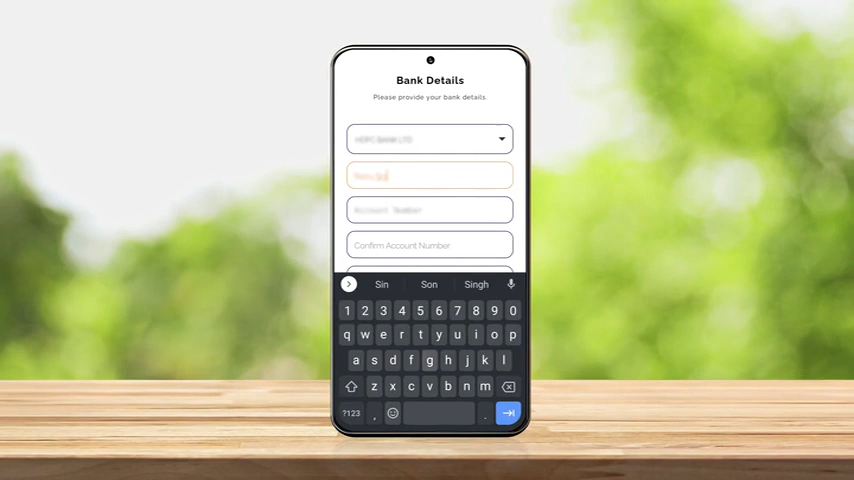 Bank Details
Please provide your bank details.
HDFC BANK LTD
Account Number
Confirm Account Number
Sin Son Singh
1 2 3 4 5 6 7 8 9 0
q w e r t y u i o p
a s d f g h j k l
z x c v b n m
?123 , .